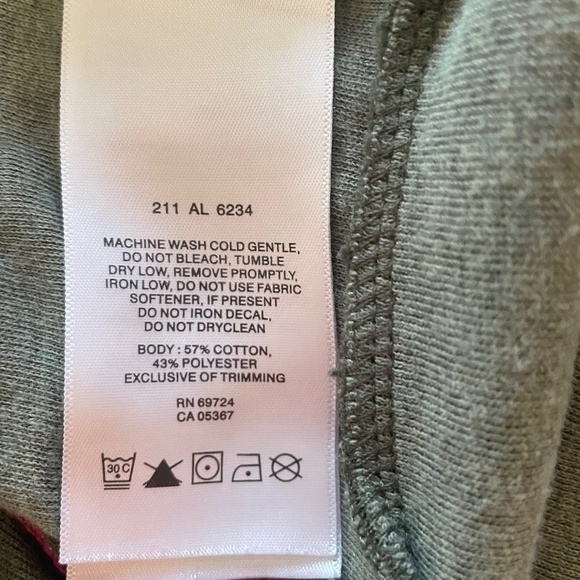 211 AL 6234
MACHINE WASH COLD GENTLE,
DO NOT BLEACH, TUMBLE
DRY LOW, REMOVE PROMPTLY,
IRON LOW, DO NOT USE FABRIC
SOFTENER, IF PRESENT
DO NOT IRON DECAL,
DO NOT DRYCLEAN
BODY : 57% COTTON,
43% POLYESTER
EXCLUSIVE OF TRIMMING
RN 69724
CA 05367
30 C